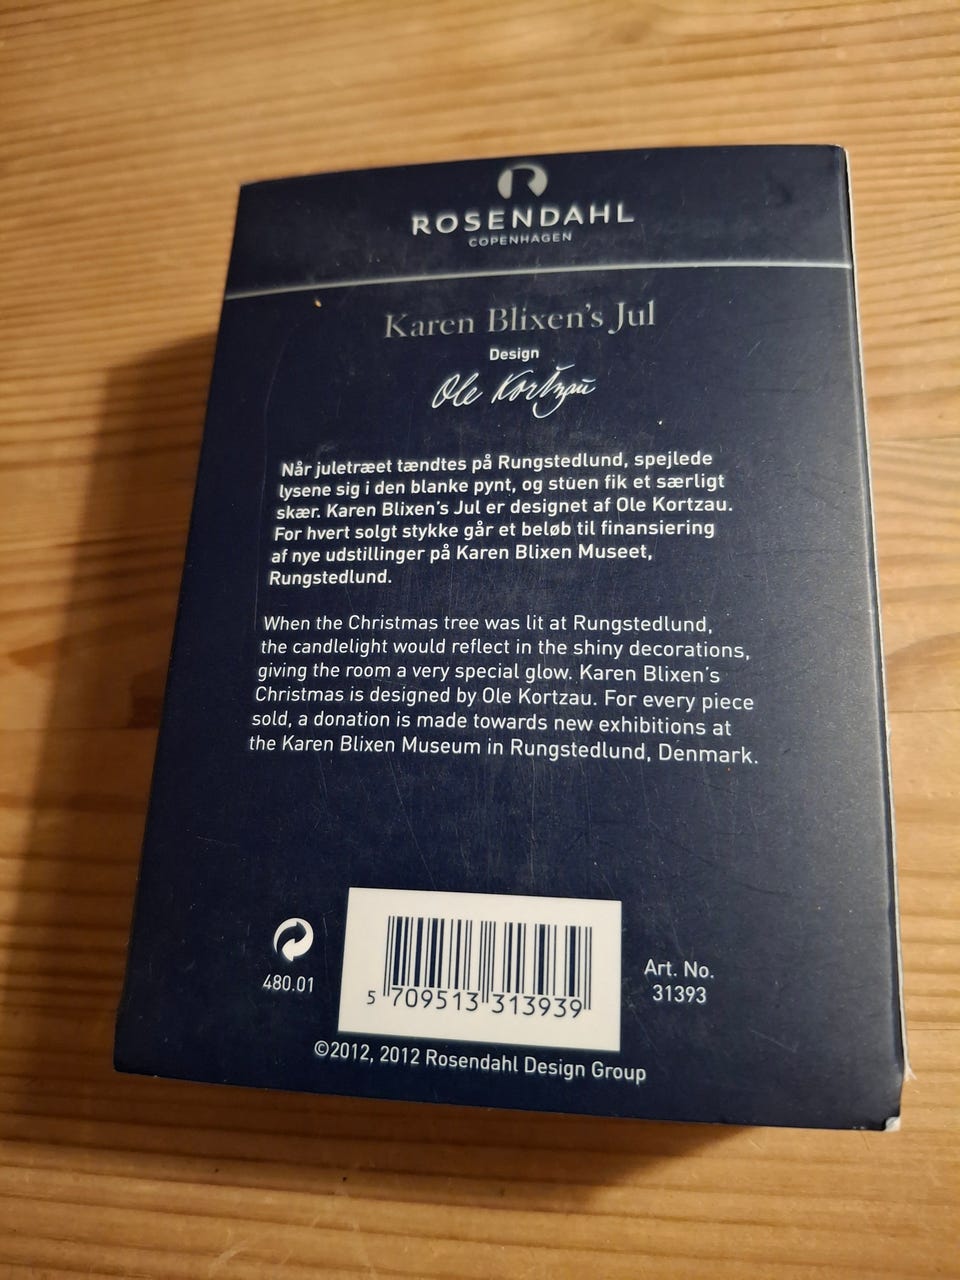 ROSENDAHL
COPENHAGEN
Karen Blixen's Jul
Design
Ole Kortzau
Når juletræet tændtes på Rungstedlund, spejlede
lysene sig i den blanke pynt, og stuen fik et særligt
skær. Karen Blixen's Jul er designet af Ole Kortzau.
For hvert solgt stykke går et beløb til finansiering
af nye udstillinger på Karen Blixen Museet,
Rungstedlund.
When the Christmas tree was lit at Rungstedlund,
the candlelight would reflect in the shiny decorations,
giving the room a very special glow. Karen Blixen's
Christmas is designed by Ole Kortzau. For every piece
sold, a donation is made towards new exhibitions at
the Karen Blixen Museum in Rungstedlund, Denmark.
480.01
5 709513 313939
Art. No.
31393
©2012, 2012 Rosendahl Design Group